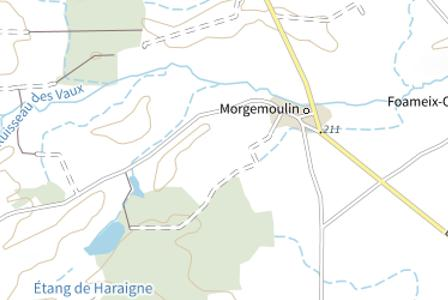 Ruisseau des Vaux
Morgemoulin
Foameix-O
211
Étang de Haraigne